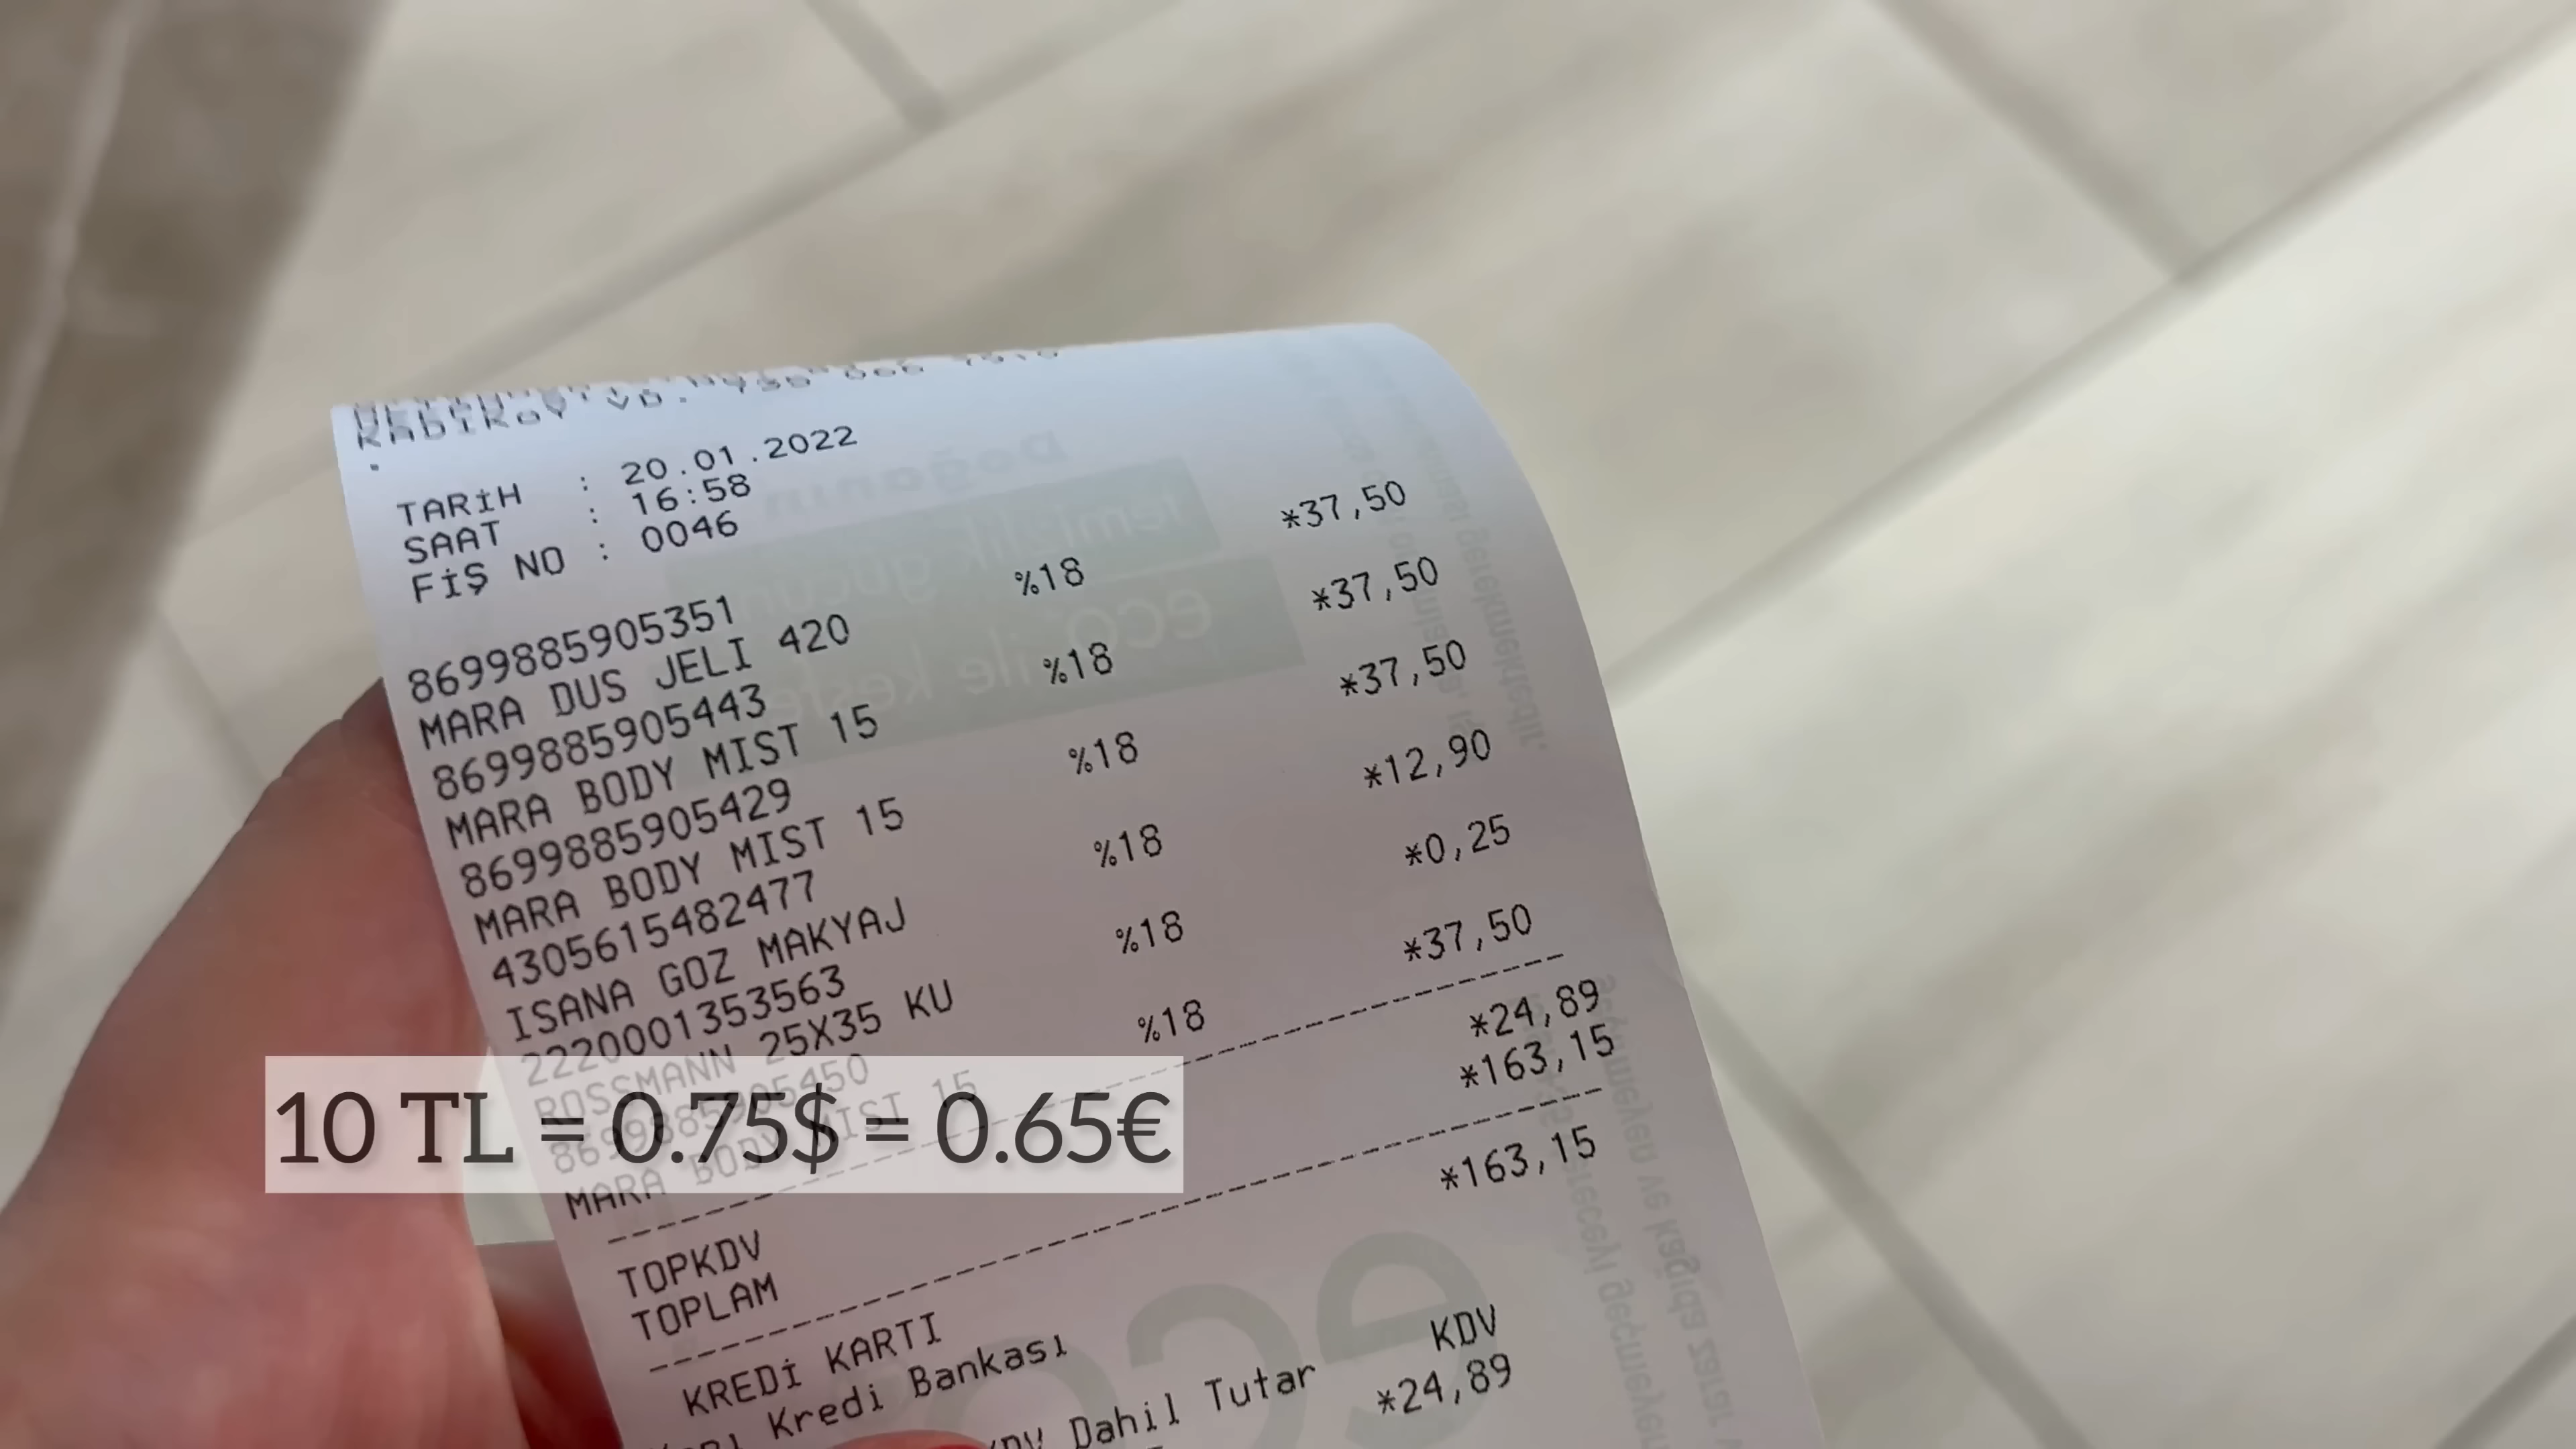 KADIKOY VD.
TARİH : 20.01.2022
SAAT : 16:58
FİŞ NO : 0046
8699885905351
MARA DUS JELI 420 %18 *37,50
8699885905443
MARA BODY MIST 15 %18 *37,50
8699885905429
MARA BODY MIST 15 %18 *37,50
4305615482477
ISANA GOZ MAKYAJ %18 *12,90
2220001353563
ROSSMANN 25X35 KU %18 *0,25
8699885905450
MARA BODY MIST 15 %18 *37,50
TOPKDV *24,89
TOPLAM *163,15
KREDİ KARTI *163,15
Kredi Bankası
Dahil Tutar KDV
*24,89
10 TL = 0.75$ = 0.65€